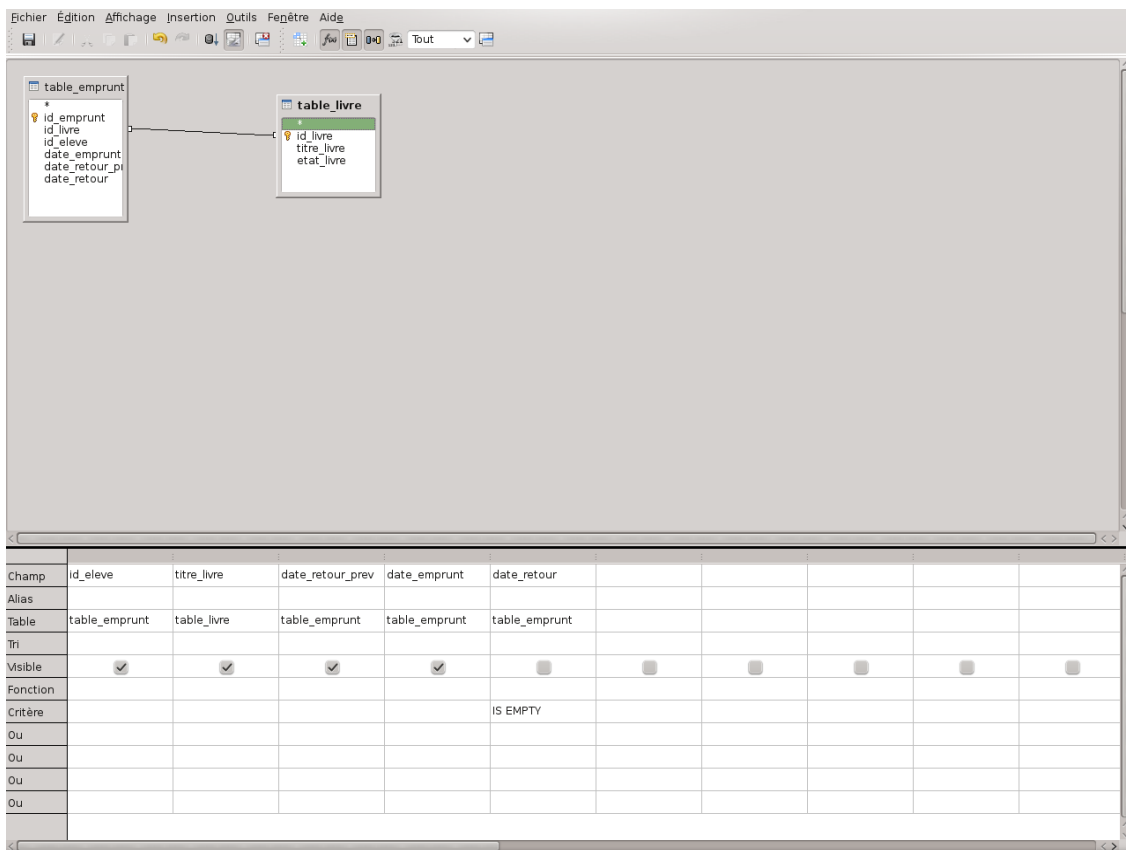 Fichier Édition Affichage Insertion Outils Fenêtre Aide
Tout
table_emprunt
*
id_emprunt
id_livre
id_eleve
date_emprunt
date_retour_pr
date_retour
table_livre
*
id_livre
titre_livre
etat_livre
Champ id_eleve titre_livre date_retour_prev date_emprunt date_retour
Alias
Table table_emprunt table_livre table_emprunt table_emprunt table_emprunt
Tri
Visible
Fonction
Critère IS EMPTY
Ou
Ou
Ou
Ou